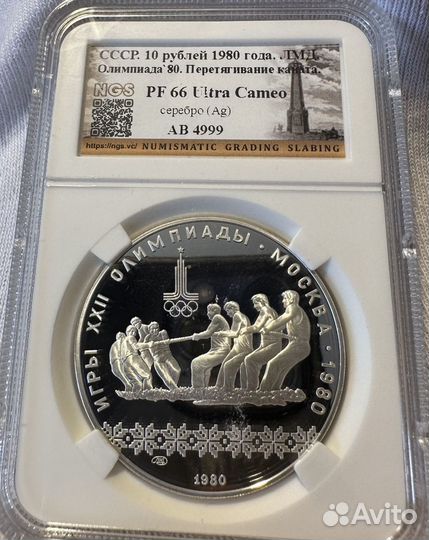 СССР. 10 рублей 1980 года. ЛМД.
Олимпиада`80. Перетягивание каната.
NGS PF 66 Ultra Cameo
серебро (Ag)
AB 4999
https://ngs.vc/ NUMISMATIC GRADING SLABING
ИГРЫ XXII ОЛИМПИАДЫ · МОСКВА · 1980
1980
Avito